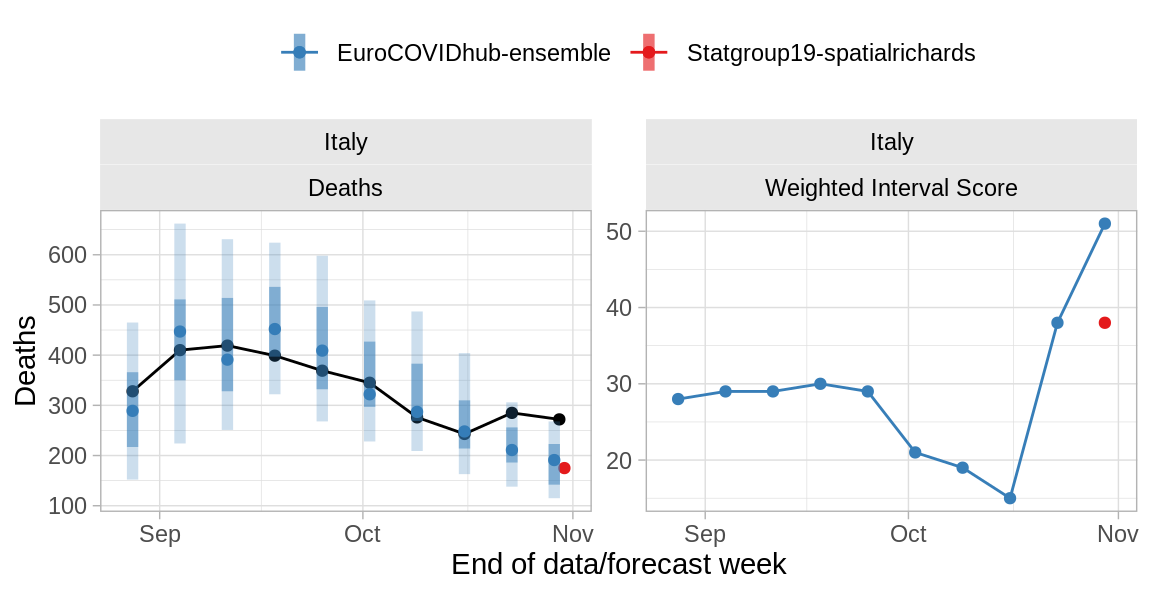 EuroCOVIDhub-ensemble Statgroup19-spatialrichards
Italy
Deaths
Deaths
600
500
400
300
200
100
Sep Oct Nov
Italy
Weighted Interval Score
50
40
30
20
Sep Oct Nov
End of data/forecast week